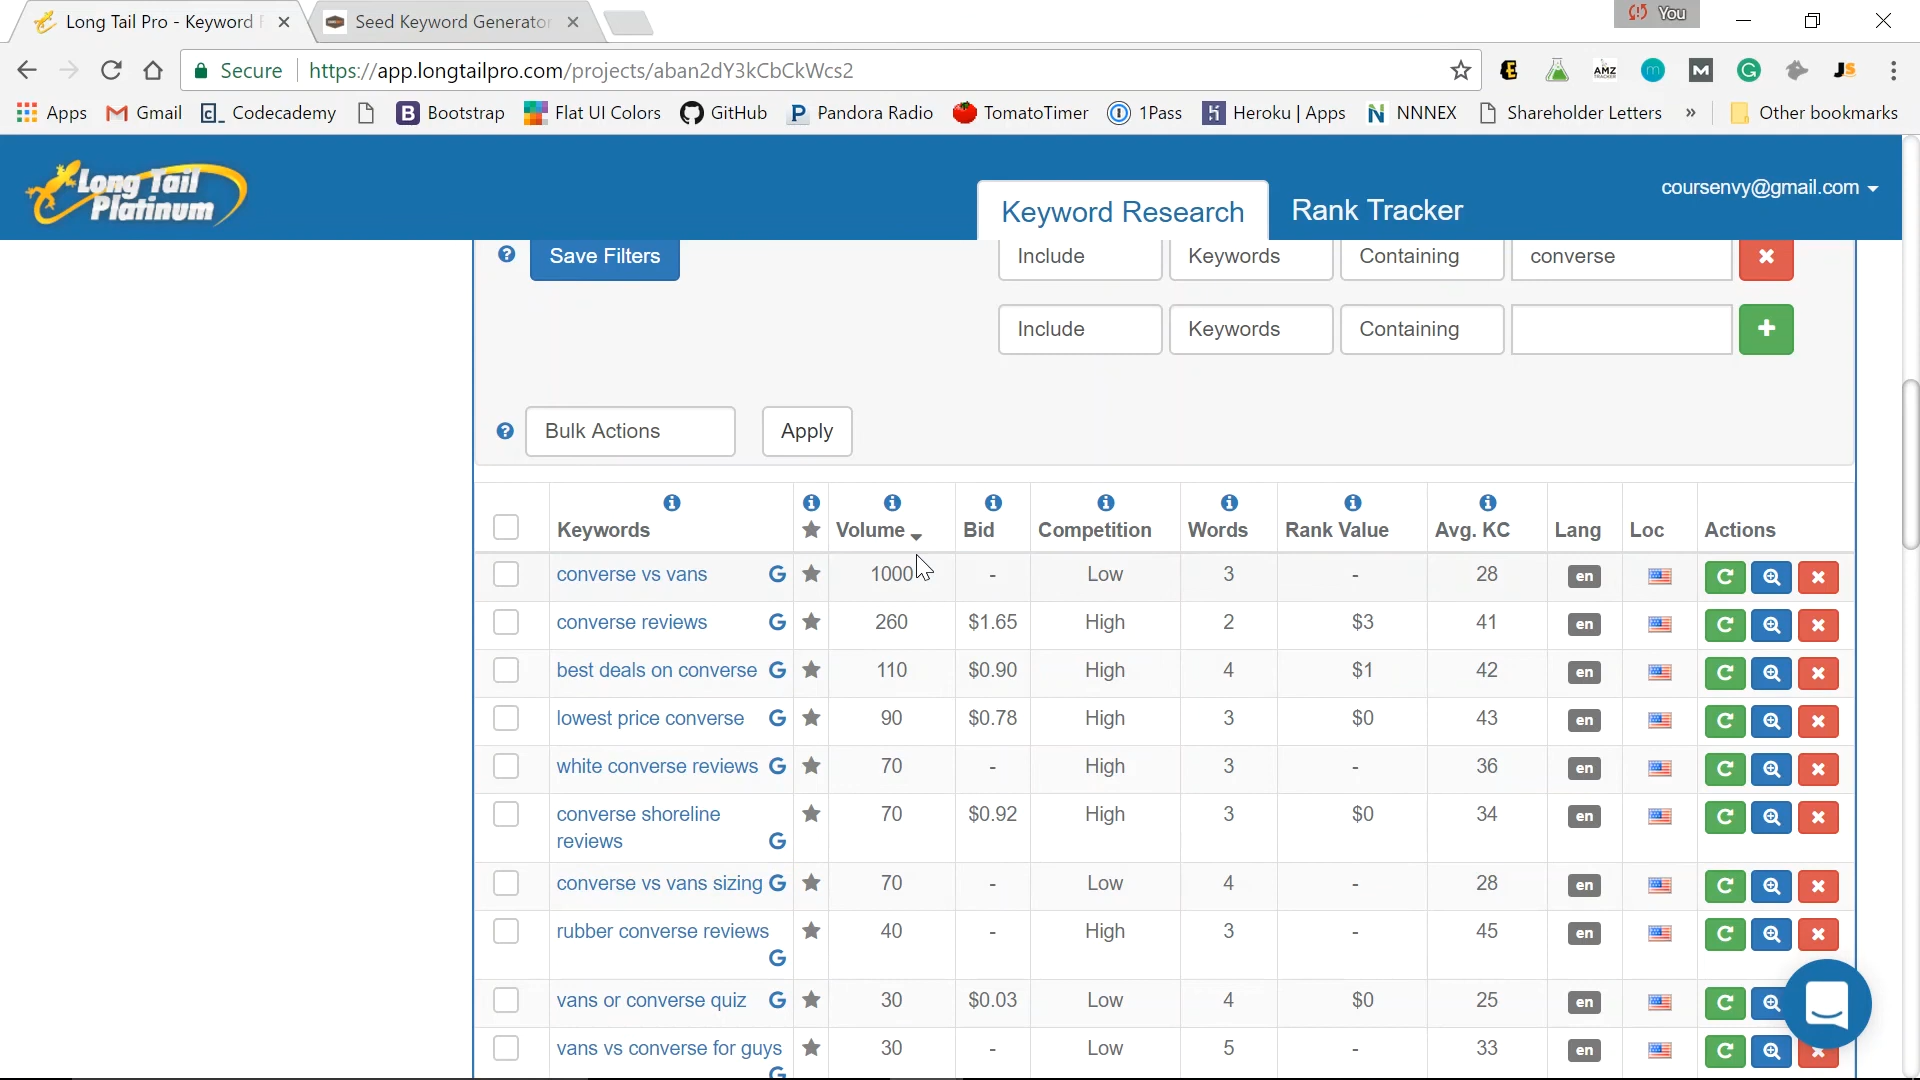 Long Tail Pro - Keyword
Seed Keyword Generator
You
Secure
https://app.longtailpro.com/projects/aban2dY3kCbCkWcs2
AMZ
TRACKER
M
G
JS
Apps
Gmail
Codecademy
Bootstrap
Flat UI Colors
GitHub
Pandora Radio
TomatoTimer
1Pass
Heroku | Apps
NNNEX
Shareholder Letters
»
Other bookmarks
Long Tail
Platinum
Keyword Research
Rank Tracker
coursenvy@gmail.com
Save Filters
Include Keywords Containing converse
Include Keywords Containing
Bulk Actions
Apply
Keywords Volume Bid Competition Words Rank Value Avg. KC Lang Loc Actions
converse vs vans G 1000 - Low 3 - 28 en
converse reviews G 260 $1.65 High 2 $3 41 en
best deals on converse G 110 $0.90 High 4 $1 42 en
lowest price converse G 90 $0.78 High 3 $0 43 en
white converse reviews G 70 - High 3 - 36 en
converse shoreline 70 $0.92 High 3 $0 34 en
reviews G
converse vs vans sizing G 70 - Low 4 - 28 en
rubber converse reviews 40 - High 3 - 45 en
G
vans or converse quiz G 30 $0.03 Low 4 $0 25 en
vans vs converse for guys 30 - Low 5 - 33 en
G